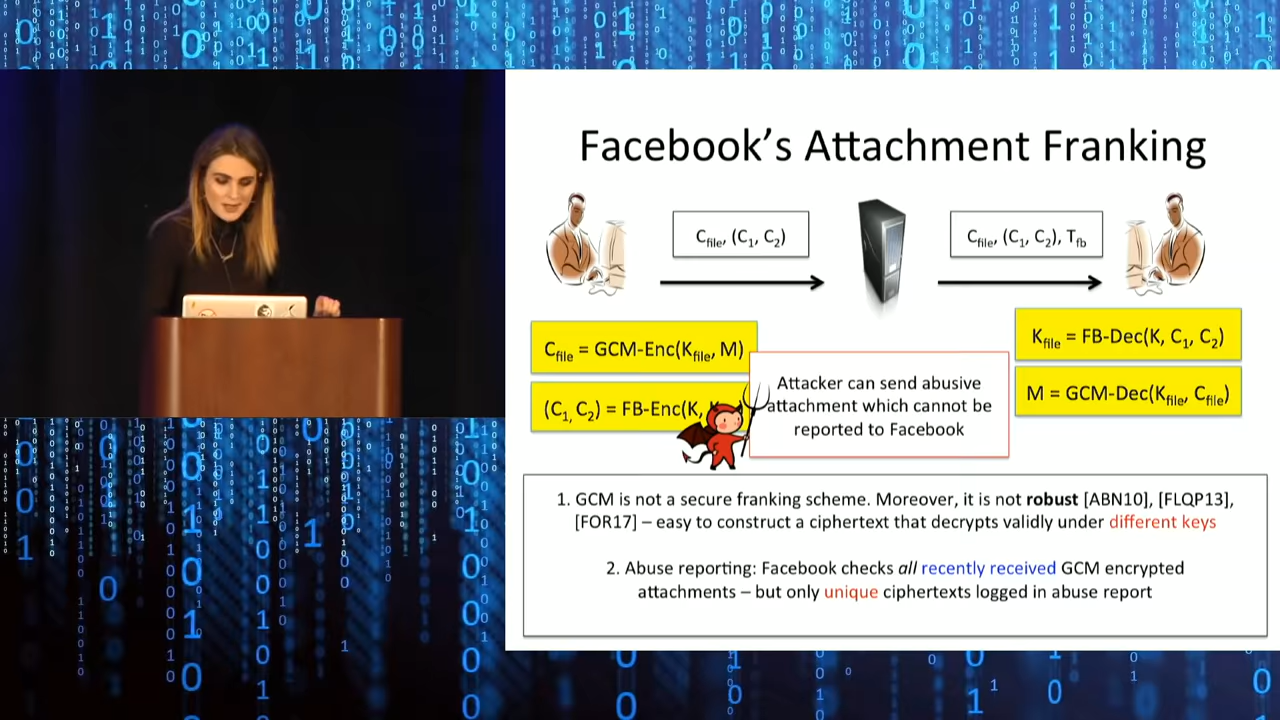 Facebook's Attachment Franking
C_file, (C_1, C_2)
C_file, (C_1, C_2), T_fb
C_file = GCM-Enc(K_file, M)
(C_1, C_2) = FB-Enc(K,
K_file = FB-Dec(K, C_1, C_2)
M = GCM-Dec(K_file, C_file)
Attacker can send abusive
attachment which cannot be
reported to Facebook
1. GCM is not a secure franking scheme. Moreover, it is not robust [ABN10], [FLQP13],
[FOR17] – easy to construct a ciphertext that decrypts validly under different keys
2. Abuse reporting: Facebook checks all recently received GCM encrypted
attachments – but only unique ciphertexts logged in abuse report